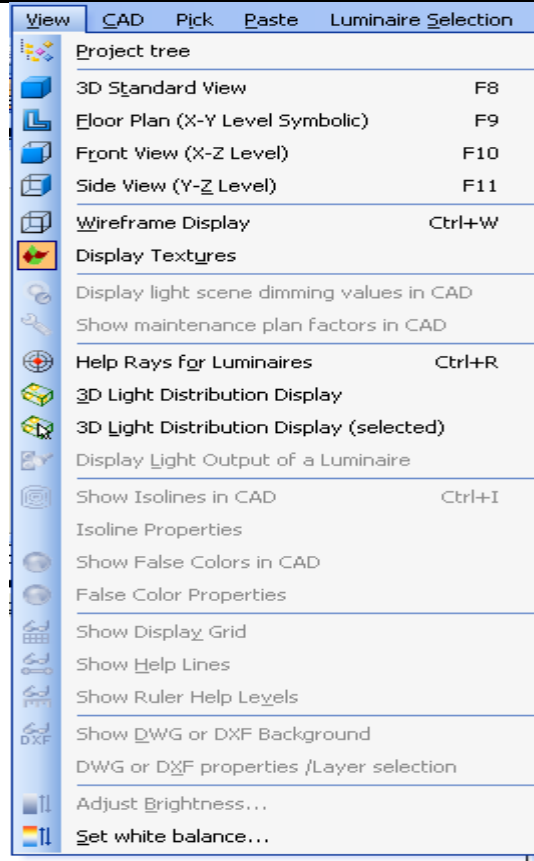 View CAD Pick Paste Luminaire Selection
Project tree
3D Standard View F8
Floor Plan (X-Y Level Symbolic) F9
Front View (X-Z Level) F10
Side View (Y-Z Level) F11
Wireframe Display Ctrl+W
Display Textures
Display light scene dimming values in CAD
Show maintenance plan factors in CAD
Help Rays for Luminaires Ctrl+R
3D Light Distribution Display
3D Light Distribution Display (selected)
Display Light Output of a Luminaire
Show Isolines in CAD Ctrl+I
Isoline Properties
Show False Colors in CAD
False Color Properties
Show Display Grid
Show Help Lines
Show Ruler Help Levels
DXF Show DWG or DXF Background
DWG or DXF properties /Layer selection
Adjust Brightness...
Set white balance...